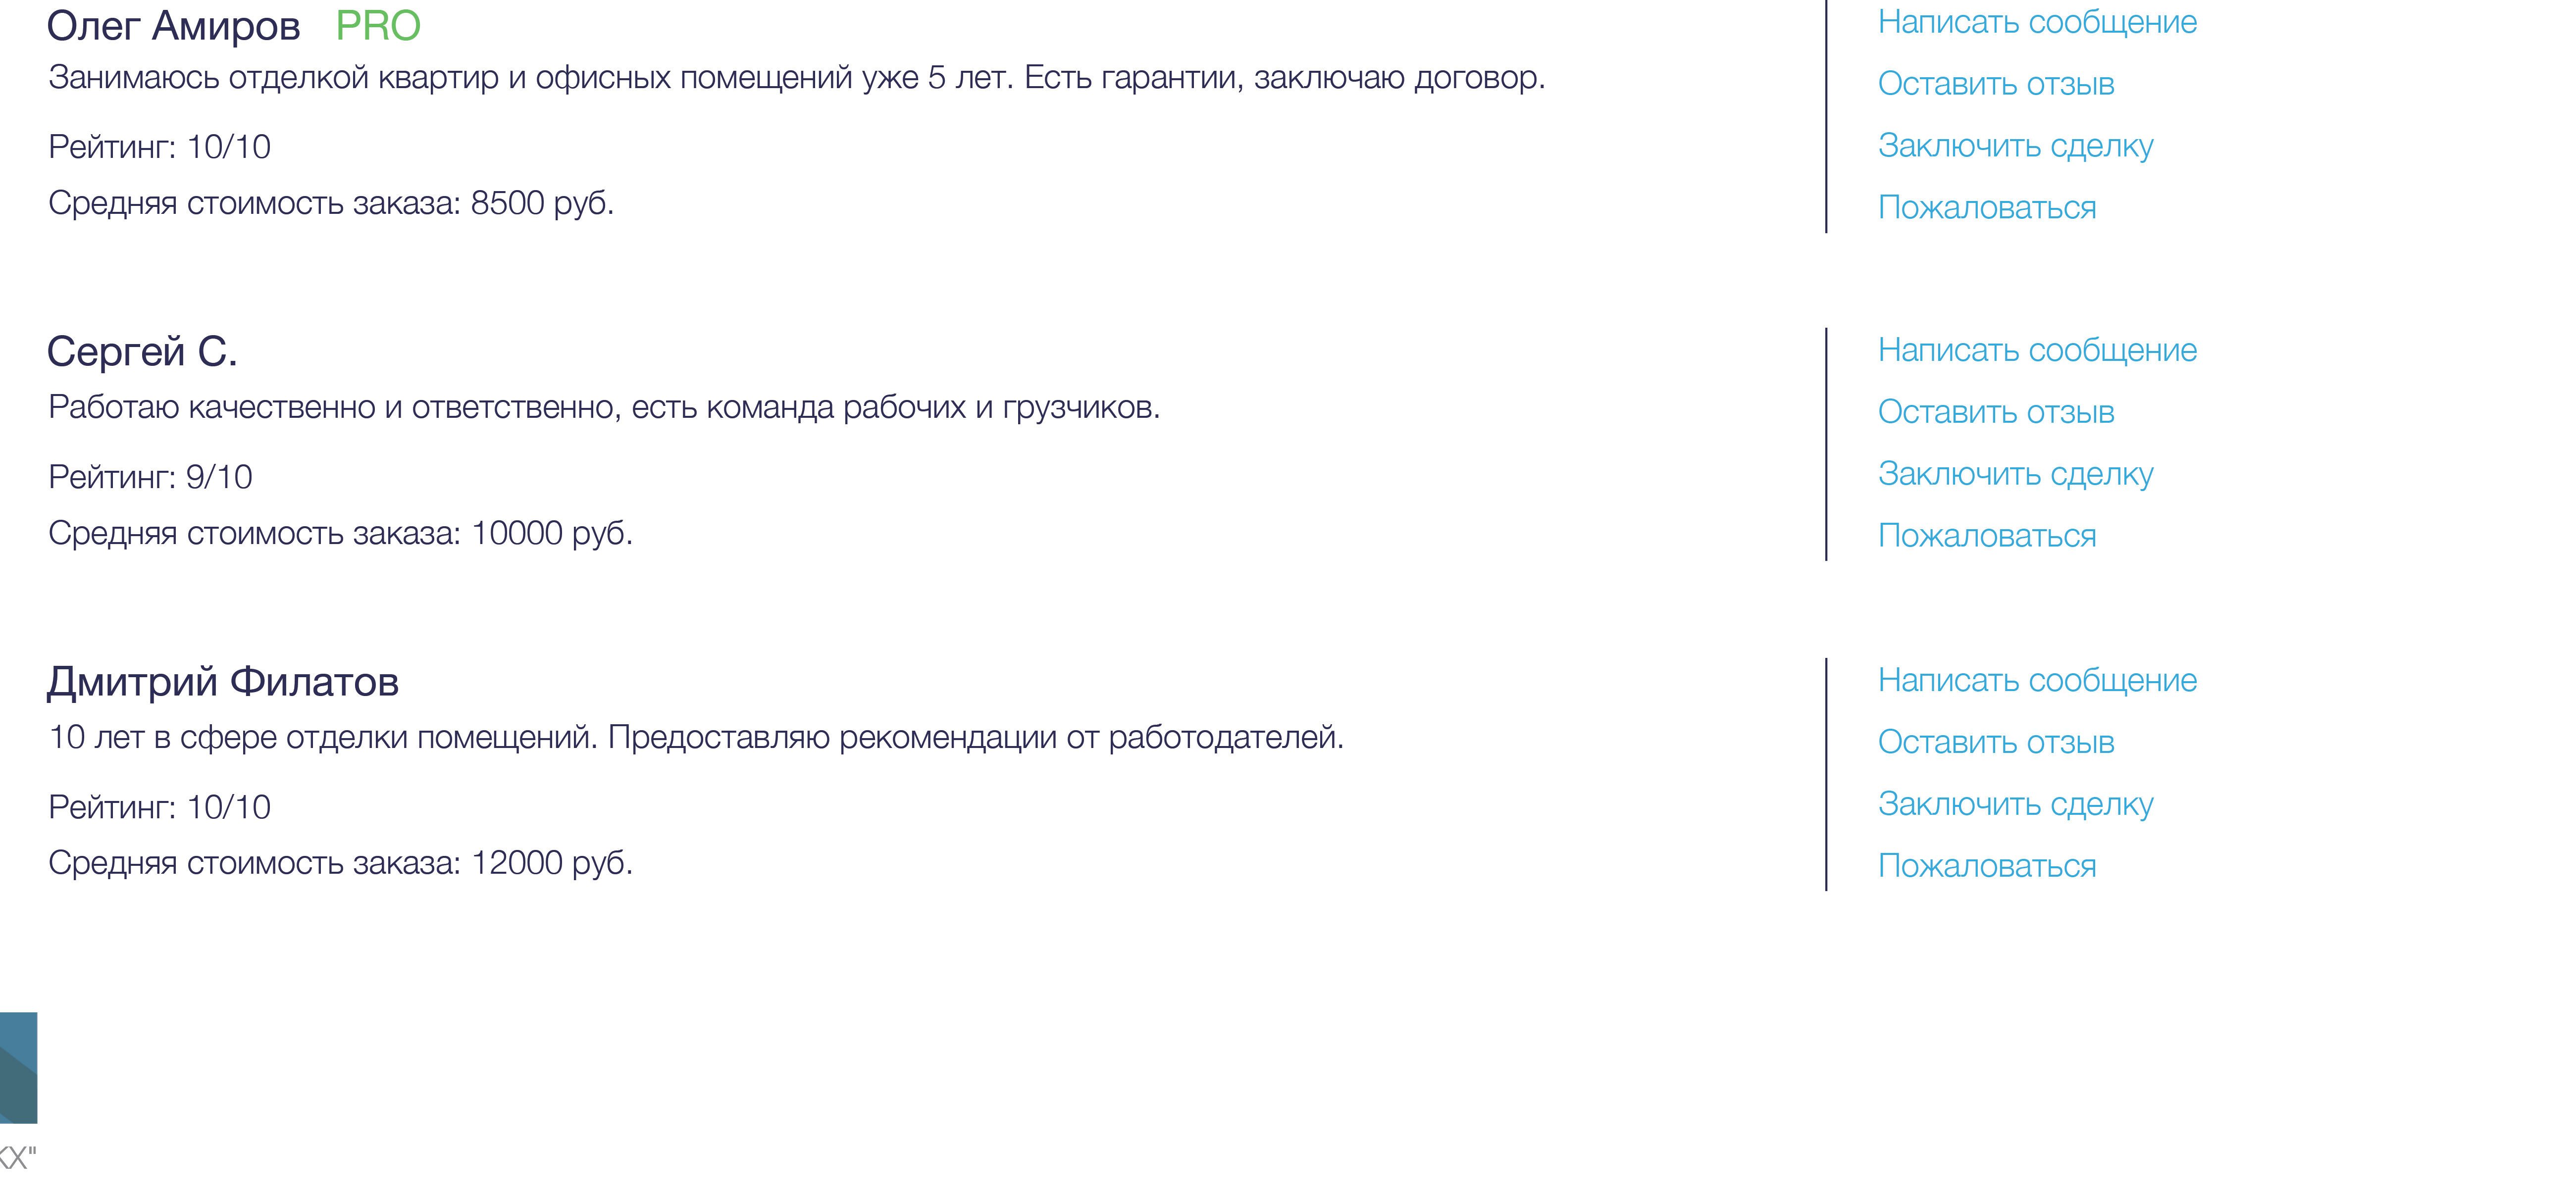 Олег Амиров PRO
Занимаюсь отделкой квартир и офисных помещений уже 5 лет. Есть гарантии, заключаю договор.
Рейтинг: 10/10
Средняя стоимость заказа: 8500 руб.
Написать сообщение
Оставить отзыв
Заключить сделку
Пожаловаться
Сергей С.
Работаю качественно и ответственно, есть команда рабочих и грузчиков.
Рейтинг: 9/10
Средняя стоимость заказа: 10000 руб.
Написать сообщение
Оставить отзыв
Заключить сделку
Пожаловаться
Дмитрий Филатов
10 лет в сфере отделки помещений. Предоставляю рекомендации от работодателей.
Рейтинг: 10/10
Средняя стоимость заказа: 12000 руб.
Написать сообщение
Оставить отзыв
Заключить сделку
Пожаловаться